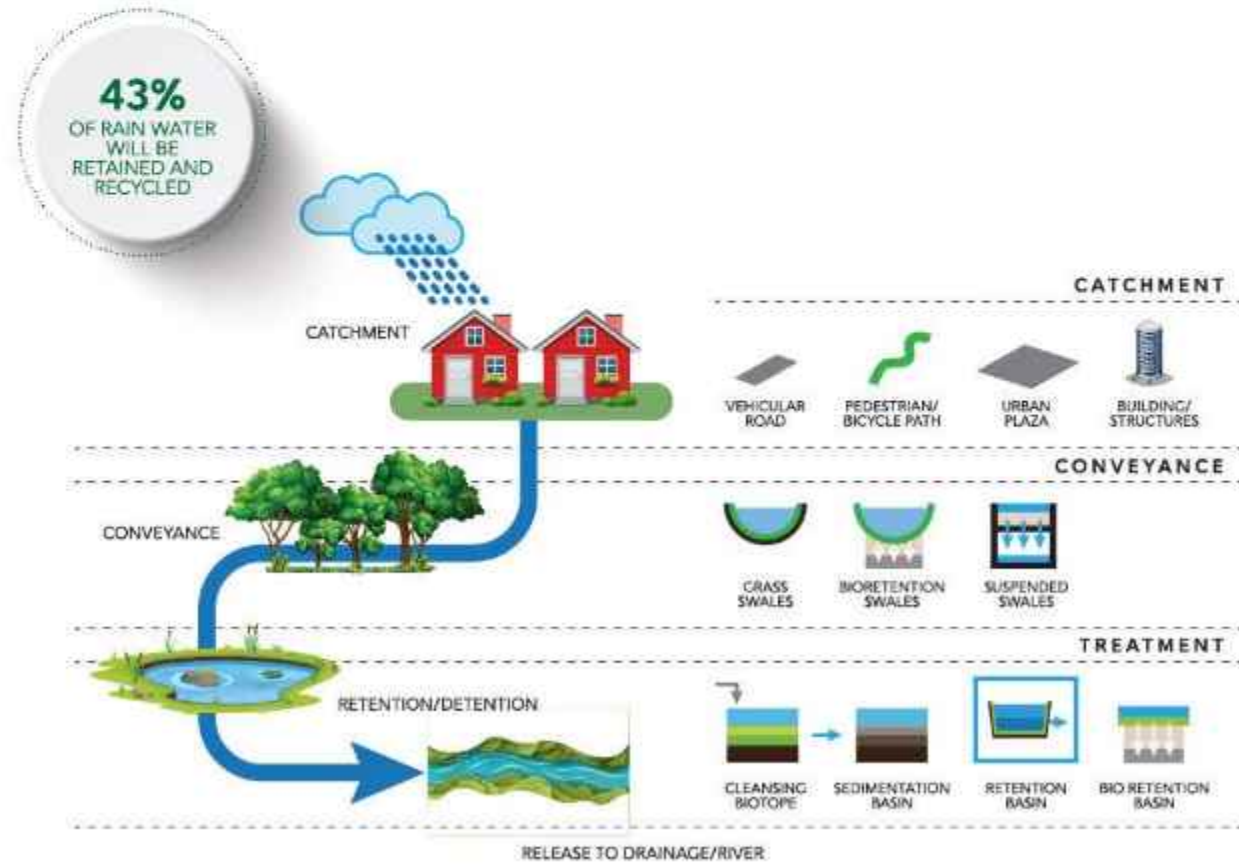 43%
OF RAIN WATER
WILL BE
RETAINED AND
RECYCLED
CATCHMENT
CATCHMENT
VEHICULAR
ROAD
PEDESTRIAN/
BICYCLE PATH
URBAN
PLAZA
BUILDING/
STRUCTURES
CONVEYANCE
CONVEYANCE
GRASS
SWALES
BIORETENTION
SWALES
SUSPENDED
SWALES
TREATMENT
RETENTION/DETENTION
CLEANSING
BIOTOPE
SEDIMENTATION
BASIN
RETENTION
BASIN
BIO RETENTION
BASIN
RELEASE TO DRAINAGE/RIVER